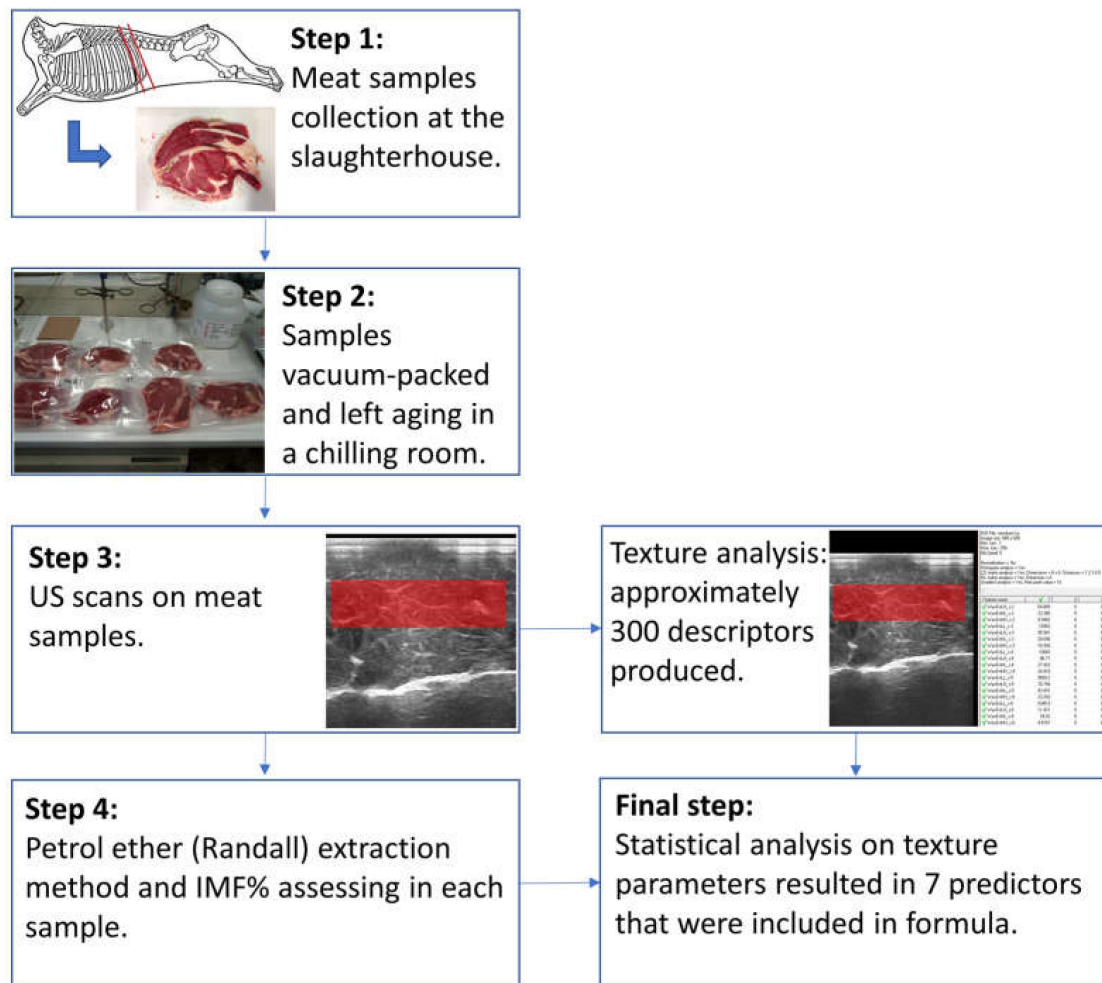 Step 1:
Meat samples
collection at the
slaughterhouse.
Step 2:
Samples
vacuum-packed
and left aging in
a chilling room.
Step 3:
US scans on meat
samples.
Texture analysis:
approximately
300 descriptors
produced.
Step 4:
Petrol ether (Randall) extraction
method and IMF% assessing in each
sample.
Final step:
Statistical analysis on texture
parameters resulted in 7 predictors
that were included in formula.